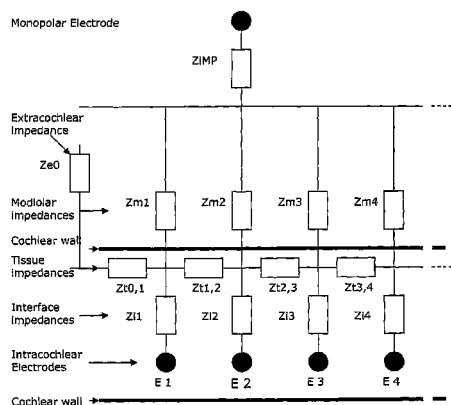 Monopolar Electrode
ZIMP
Extracochlear
Impedance
Ze0
Modiolar
Impedances
Zm1 Zm2 Zm3 Zm4
Cochlear wall
Tissue
Impedances
Zt0,1 Zt1,2 Zt2,3 Zt3,4
Interface
Impedances
Zi1 Zi2 Zi3 Zi4
Intracochlear
Electrodes
E 1 E 2 E 3 E 4
Cochlear wall